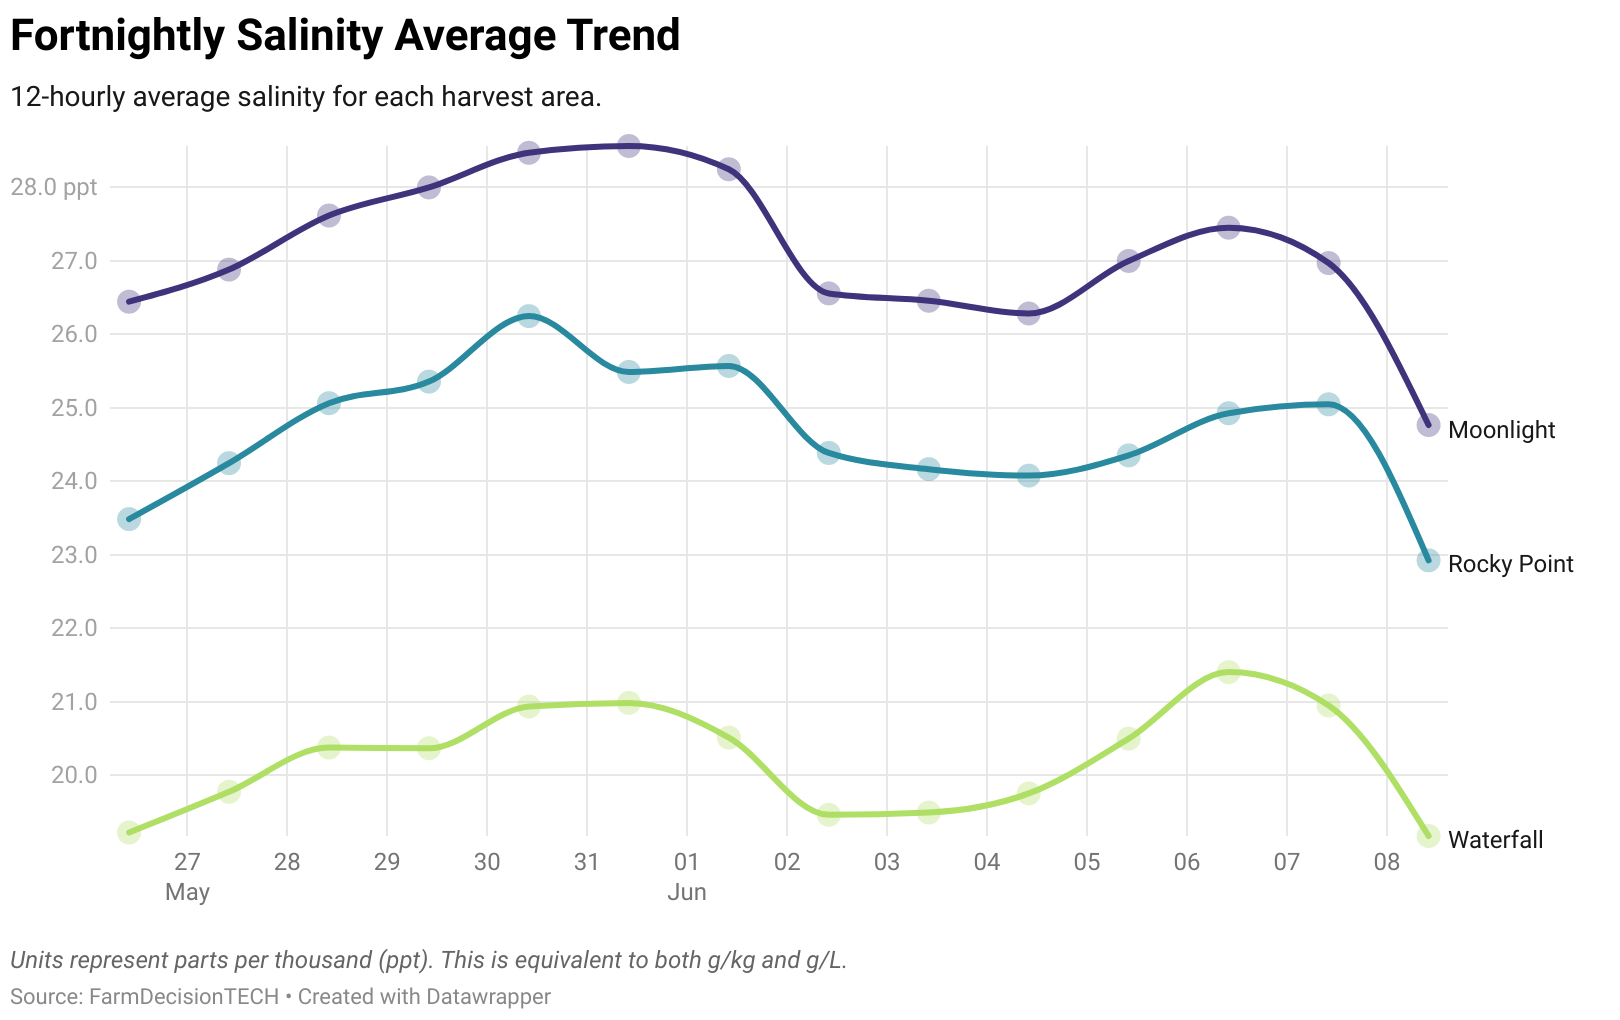 Fortnightly Salinity Average Trend
12-hourly average salinity for each harvest area.
28.0 ppt
27.0
26.0
25.0
24.0
23.0
22.0
21.0
20.0
Moonlight
Rocky Point
Waterfall
27 28 29 30 31 01 02 03 04 05 06 07 08
May Jun
Units represent parts per thousand (ppt). This is equivalent to both g/kg and g/L.
Source: FarmDecisionTECH • Created with Datawrapper